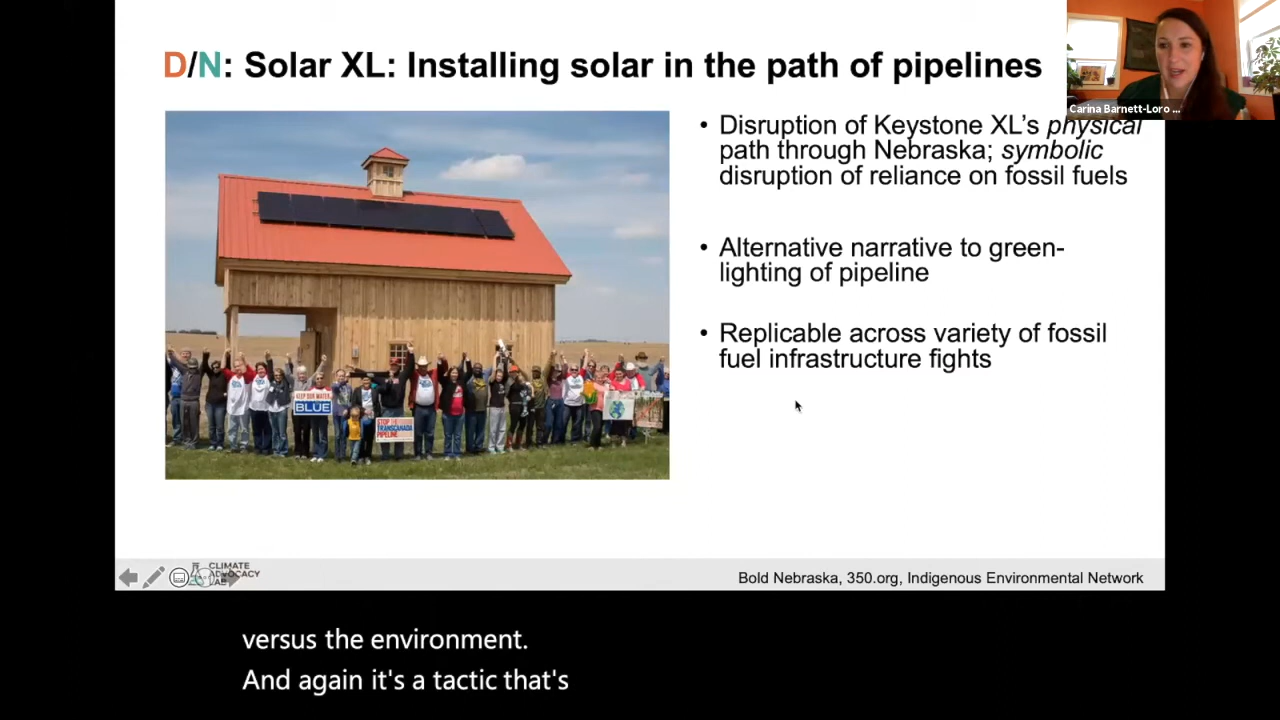 D/N: Solar XL: Installing solar in the path of pipelines
Carina Barnett-Loro ...
• Disruption of Keystone XL's physical
path through Nebraska; symbolic
disruption of reliance on fossil fuels
• Alternative narrative to green-
lighting of pipeline
• Replicable across variety of fossil
fuel infrastructure fights
KEEP OUR WATER
BLUE
STOP THE
TRANSCANADA
PIPELINE
CLIMATE
ADVOCACY
LAB
Bold Nebraska, 350.org, Indigenous Environmental Network
versus the environment.
And again it's a tactic that's